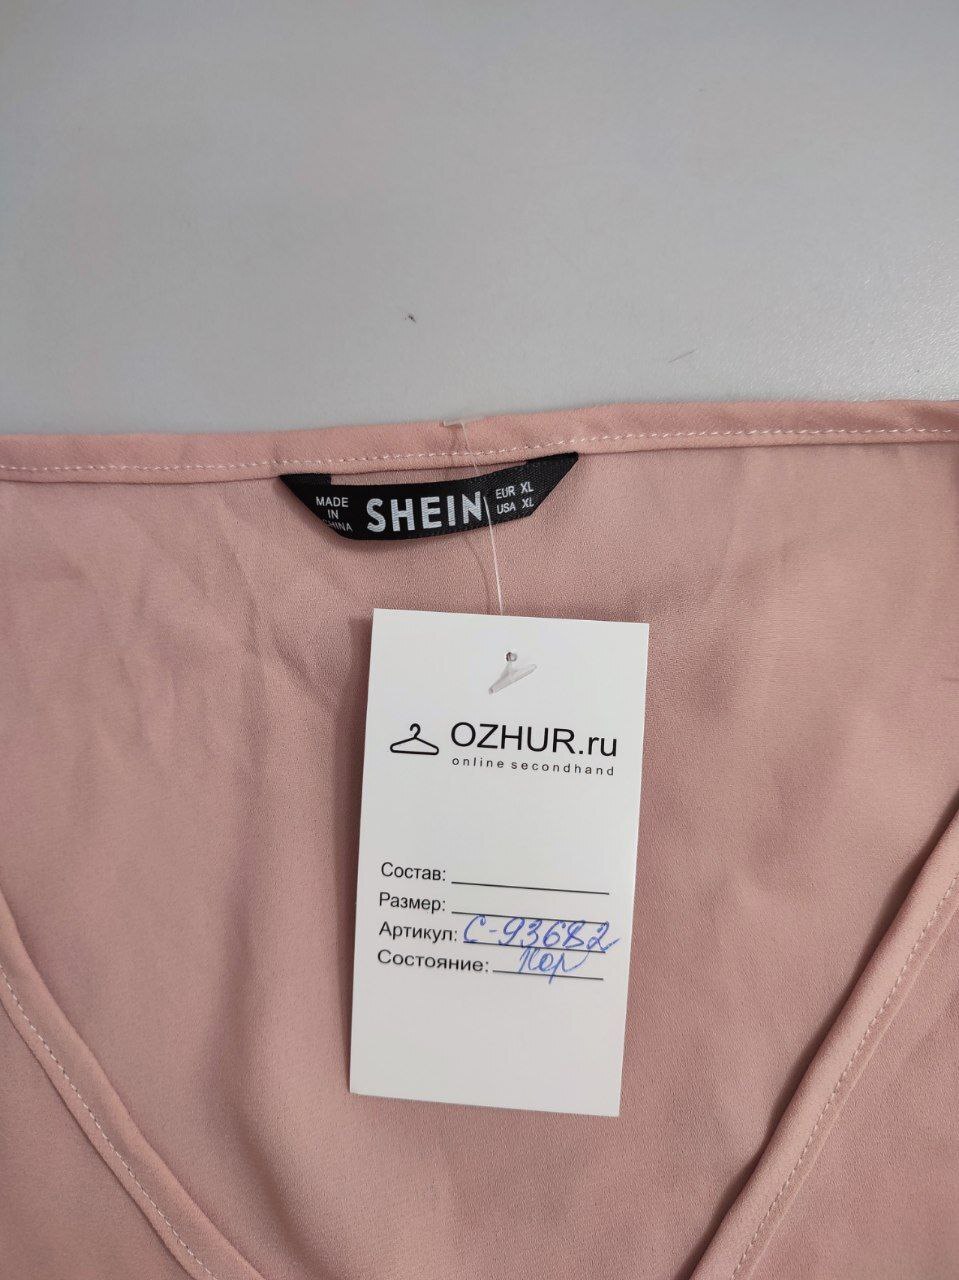 MADE
IN
CHINA
SHEIN
EUR XL
USA XL
OZHUR.ru
online secondhand
Состав:
Размер:
Артикул: С-93682
Состояние: Хор